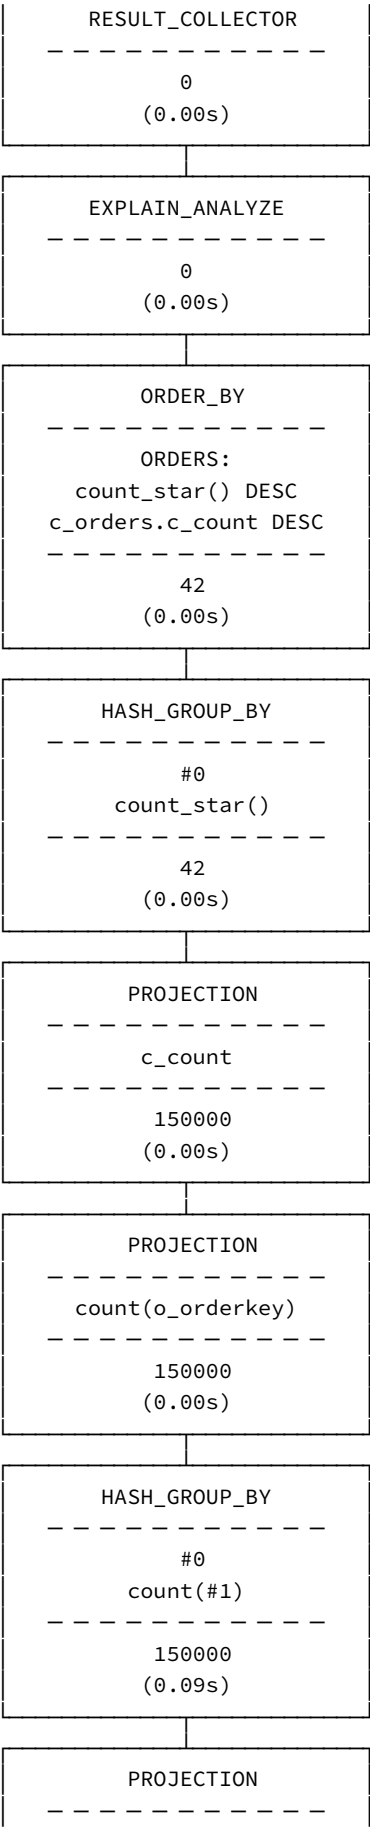 RESULT_COLLECTOR
─ ─ ─ ─ ─ ─ ─ ─ ─ ─ ─
0
(0.00s)
EXPLAIN_ANALYZE
─ ─ ─ ─ ─ ─ ─ ─ ─ ─ ─
0
(0.00s)
ORDER_BY
─ ─ ─ ─ ─ ─ ─ ─ ─ ─ ─
ORDERS:
count_star() DESC
c_orders.c_count DESC
─ ─ ─ ─ ─ ─ ─ ─ ─ ─ ─
42
(0.00s)
HASH_GROUP_BY
─ ─ ─ ─ ─ ─ ─ ─ ─ ─ ─
#0
count_star()
─ ─ ─ ─ ─ ─ ─ ─ ─ ─ ─
42
(0.00s)
PROJECTION
─ ─ ─ ─ ─ ─ ─ ─ ─ ─ ─
c_count
─ ─ ─ ─ ─ ─ ─ ─ ─ ─ ─
150000
(0.00s)
PROJECTION
─ ─ ─ ─ ─ ─ ─ ─ ─ ─ ─
count(o_orderkey)
─ ─ ─ ─ ─ ─ ─ ─ ─ ─ ─
150000
(0.00s)
HASH_GROUP_BY
─ ─ ─ ─ ─ ─ ─ ─ ─ ─ ─
#0
count(#1)
─ ─ ─ ─ ─ ─ ─ ─ ─ ─ ─
150000
(0.09s)
PROJECTION
─ ─ ─ ─ ─ ─ ─ ─ ─ ─ ─